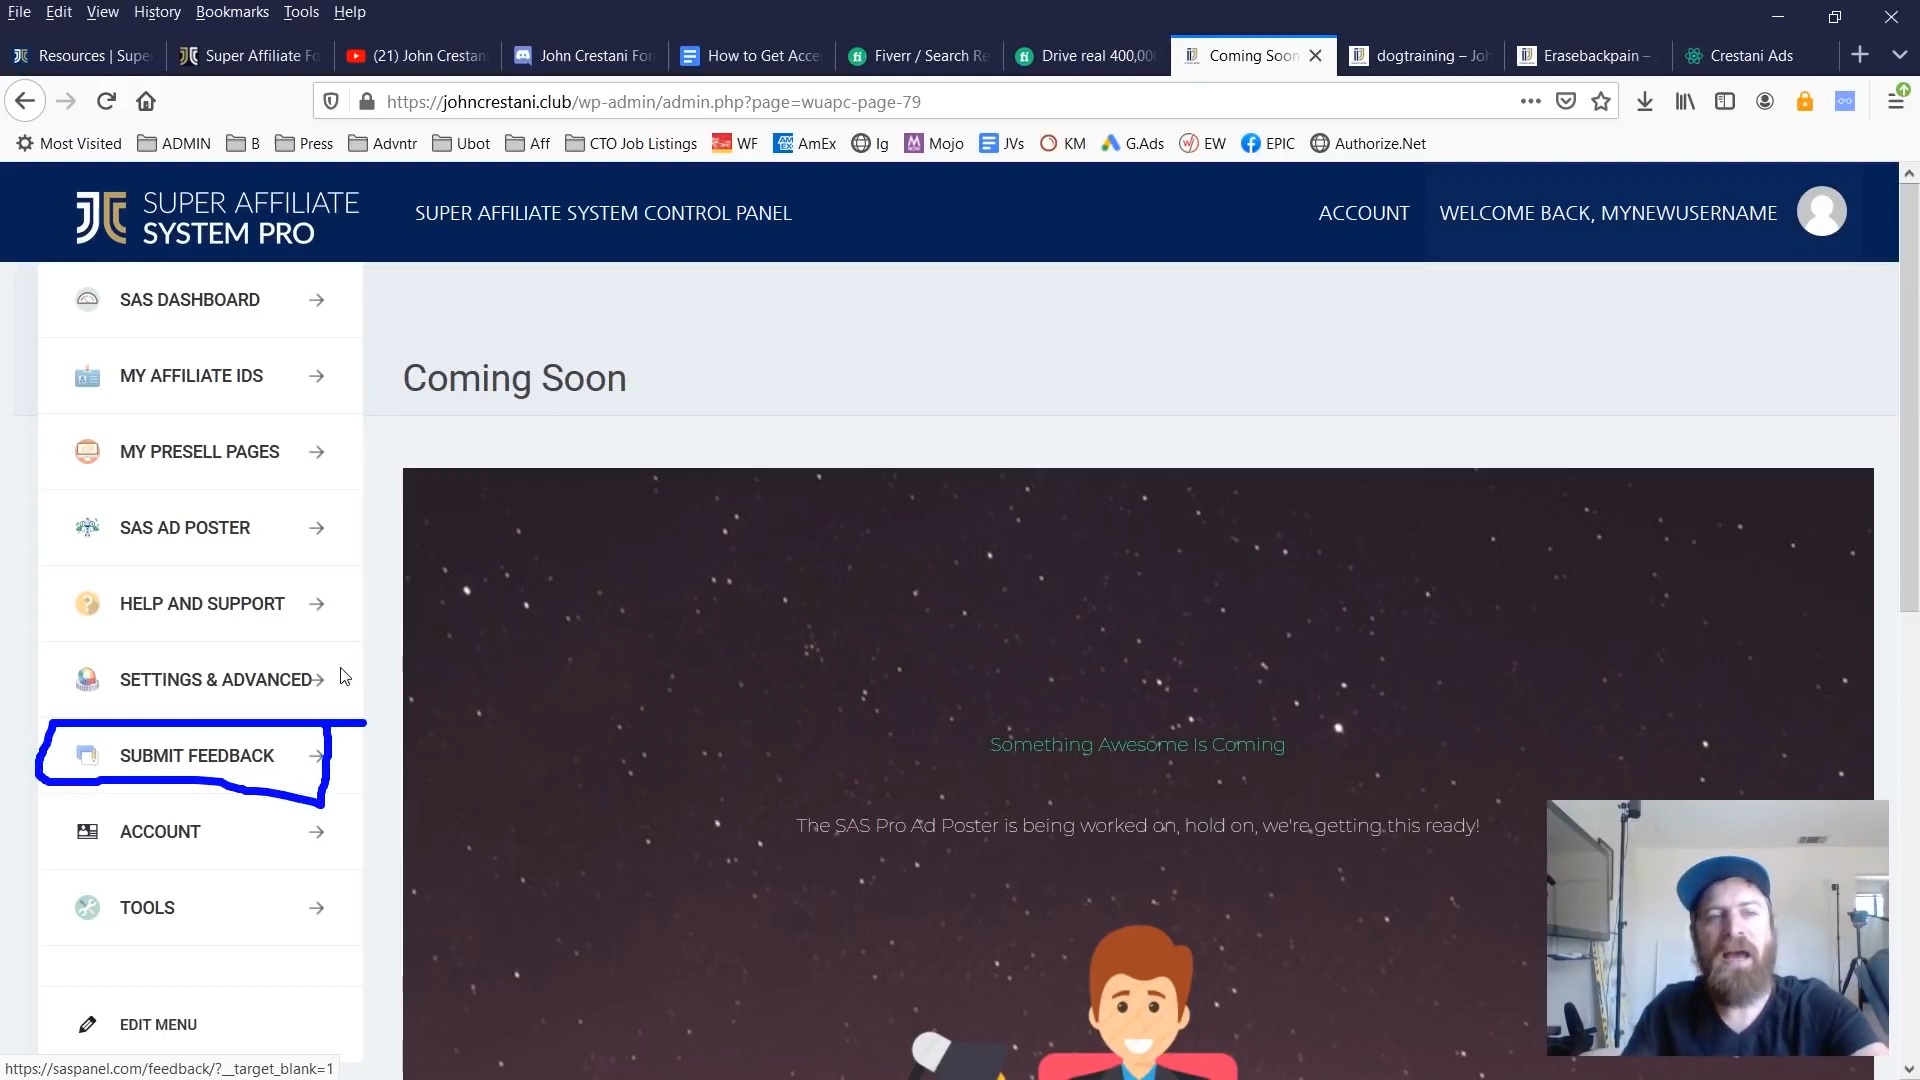 File Edit View History Bookmarks Tools Help
Resources | Supe Super Affiliate Fo (21) John Crestan John Crestani For How to Get Acce Fiverr / Search Re Drive real 400,00 Coming Soon dogtraining – Joh Erasebackpain – Crestani Ads
https://johncrestani.club/wp-admin/admin.php?page=wuapc-page-79
Most Visited ADMIN B Press Advntr Ubot Aff CTO Job Listings WF AmEx Ig Mojo JVs KM G.Ads EW EPIC Authorize.Net
SUPER AFFILIATE
SYSTEM PRO
SUPER AFFILIATE SYSTEM CONTROL PANEL
ACCOUNT WELCOME BACK, MYNEWUSERNAME
SAS DASHBOARD
MY AFFILIATE IDS
MY PRESELL PAGES
SAS AD POSTER
HELP AND SUPPORT
SETTINGS & ADVANCED
SUBMIT FEEDBACK
ACCOUNT
TOOLS
EDIT MENU
Coming Soon
Something Awesome Is Coming
The SAS Pro Ad Poster is being worked on, hold on, we're getting this ready!
https://saspanel.com/feedback/?__target_blank=1